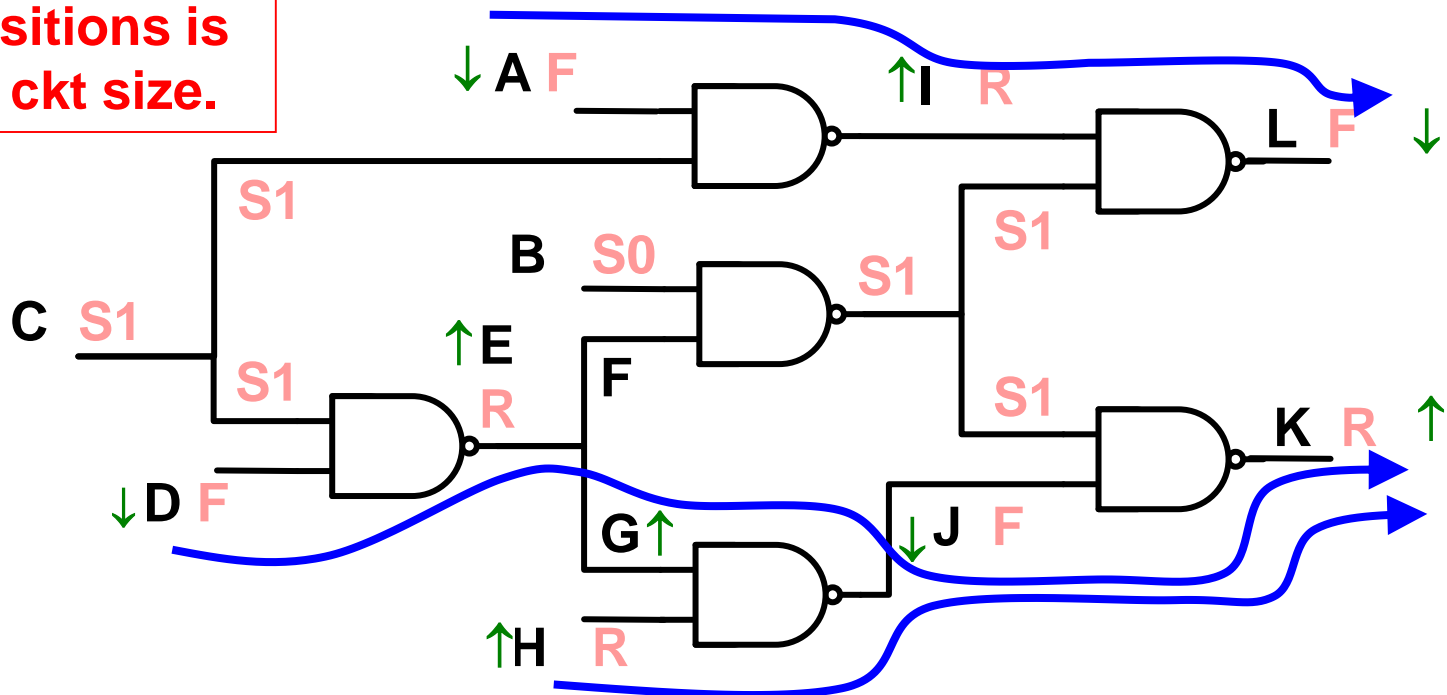 sitions is
ckt size.
↓ A F
↑I R
L F ↓
S1
S1
B S0
S1
C S1
↑E
F
R
S1
S1
K R ↑
↓ D F
G↑
↓ J F
↑H R